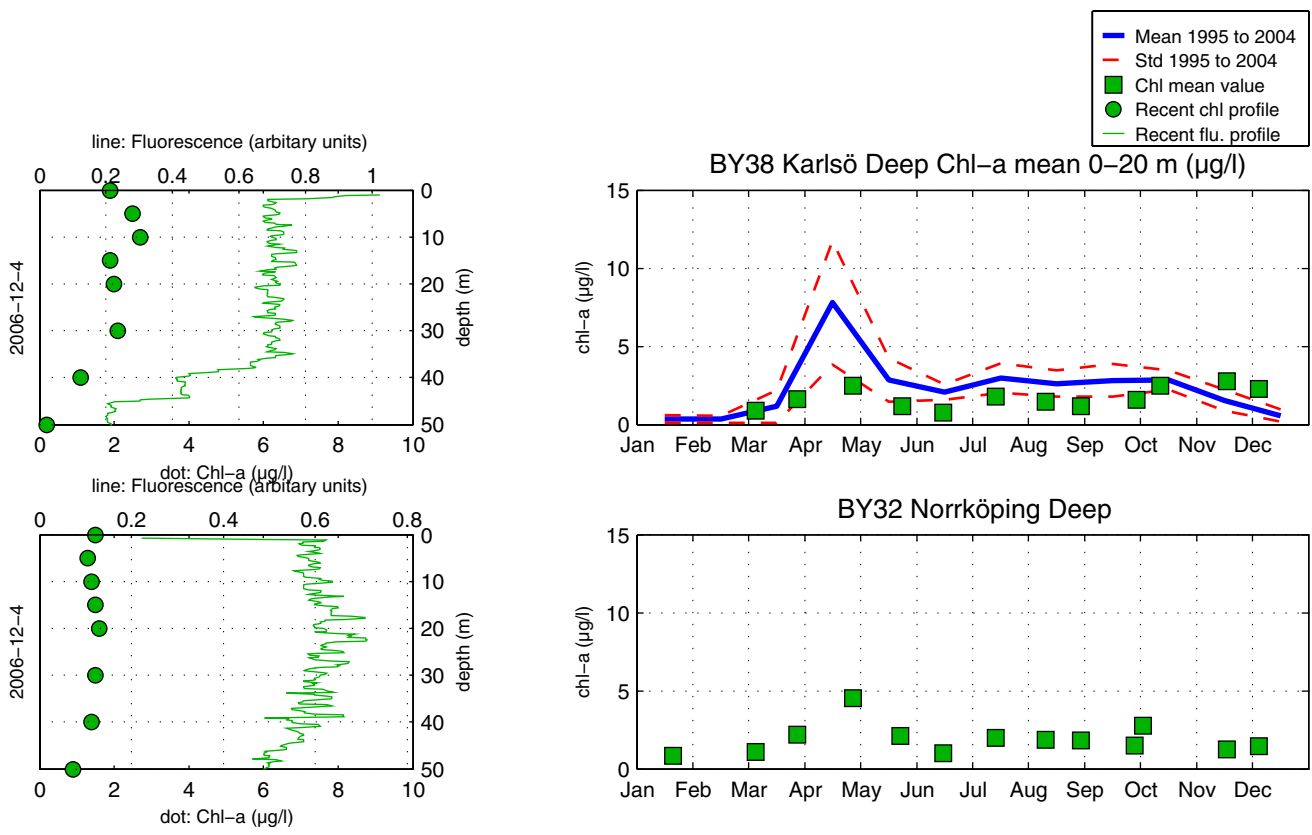 Mean 1995 to 2004
Std 1995 to 2004
Chl mean value
Recent chl profile
Recent flu. profile
line: Fluorescence (arbitary units)
0 0.2 0.4 0.6 0.8 1
0
10
20
30
40
50
depth (m)
2006−12−4
0 2 4 6 8 10
dot: Chl−a (µg/l)
BY38 Karlsö Deep Chl−a mean 0−20 m (µg/l)
15
10
5
0
chl−a (µg/l)
Jan Feb Mar Apr May Jun Jul Aug Sep Oct Nov Dec
line: Fluorescence (arbitary units)
0 0.2 0.4 0.6 0.8
0
10
20
30
40
50
depth (m)
2006−12−4
0 2 4 6 8 10
dot: Chl−a (µg/l)
BY32 Norrköping Deep
15
10
5
0
chl−a (µg/l)
Jan Feb Mar Apr May Jun Jul Aug Sep Oct Nov Dec